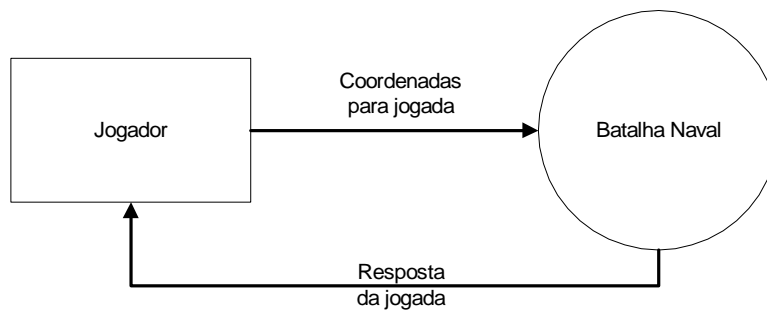 Coordenadas
para jogada
Jogador
Batalha Naval
Resposta
da jogada